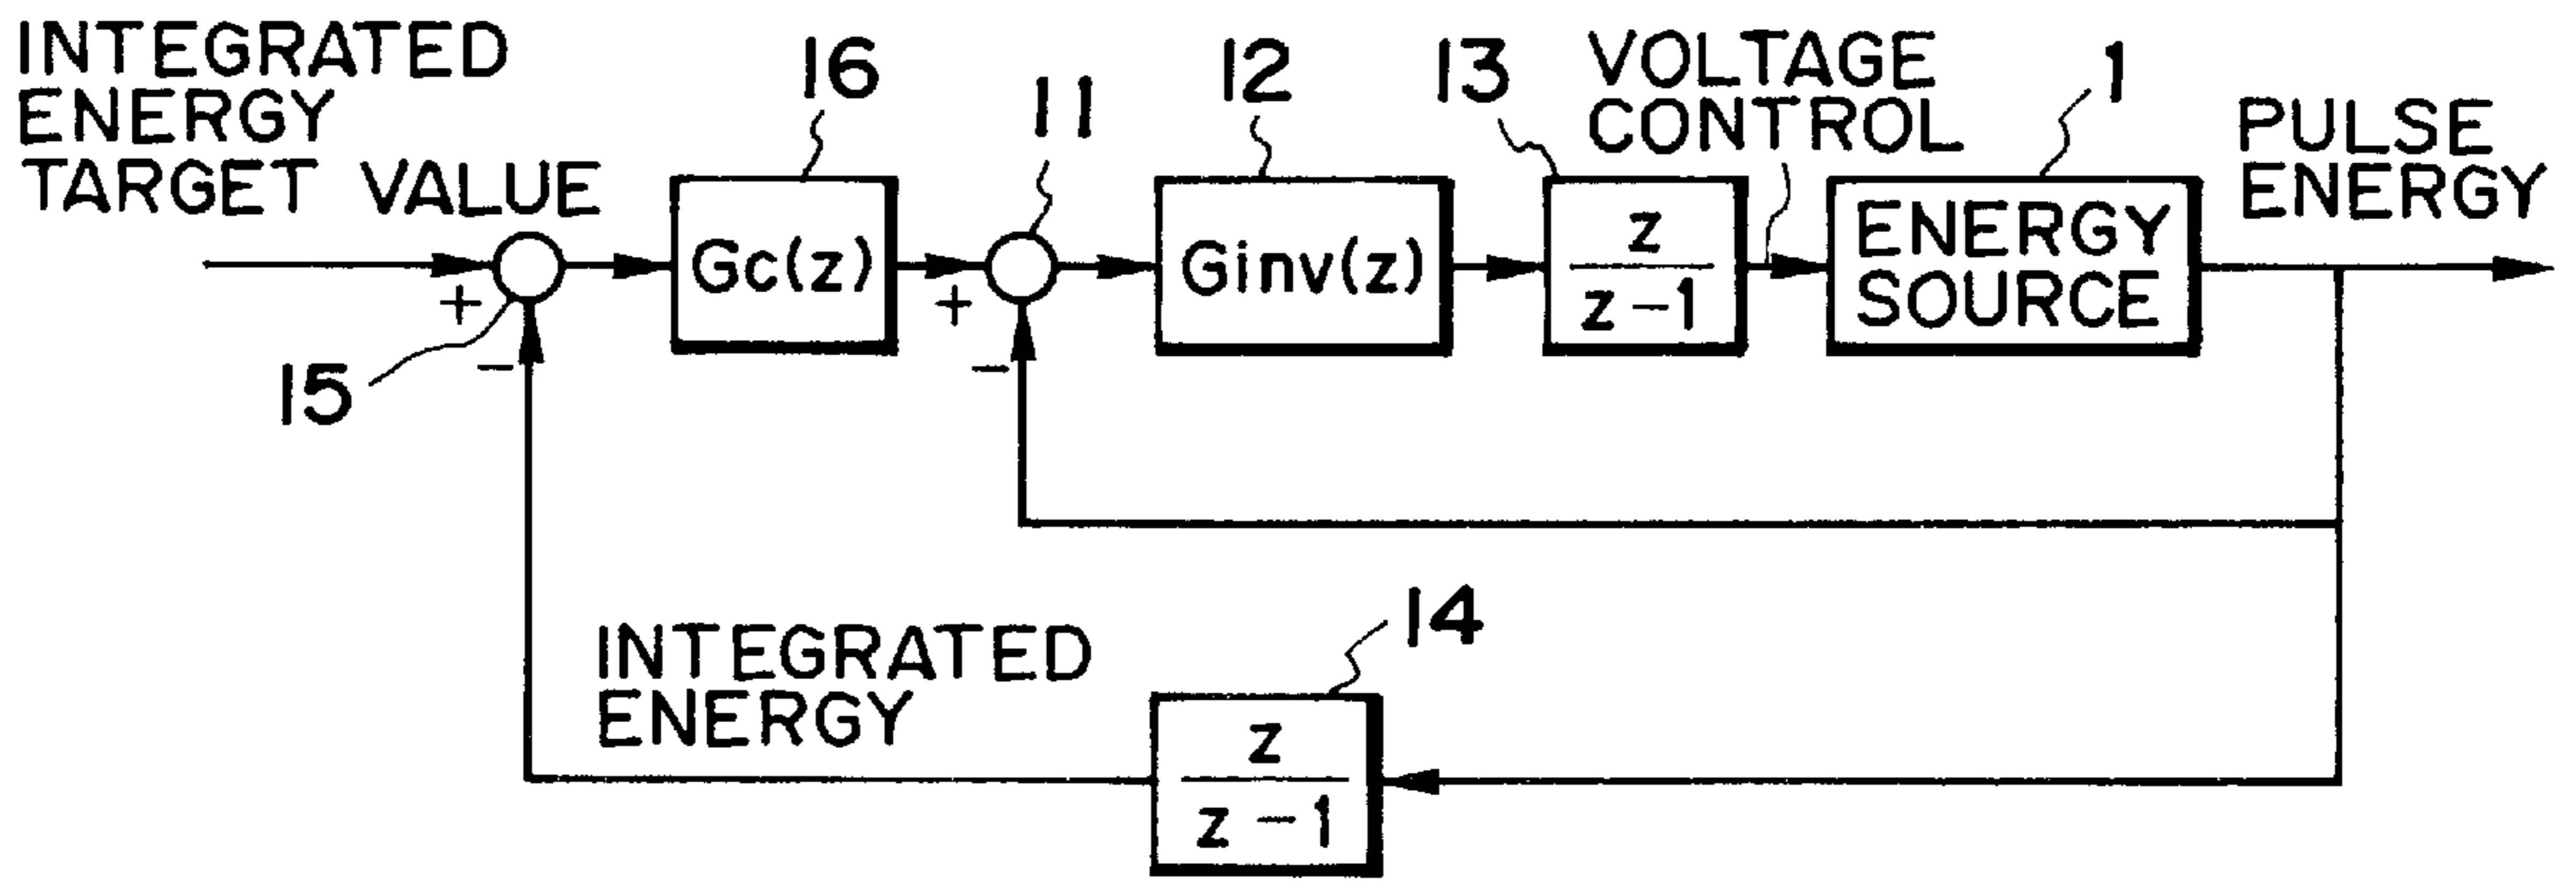 INTEGRATED
ENERGY
TARGET VALUE
16
11
12
13
VOLTAGE
CONTROL
1
PULSE
ENERGY
+
-
15
Gc(z)
+
-
Ginv(z)
z
z-1
ENERGY
SOURCE
INTEGRATED
ENERGY
14
z
z-1